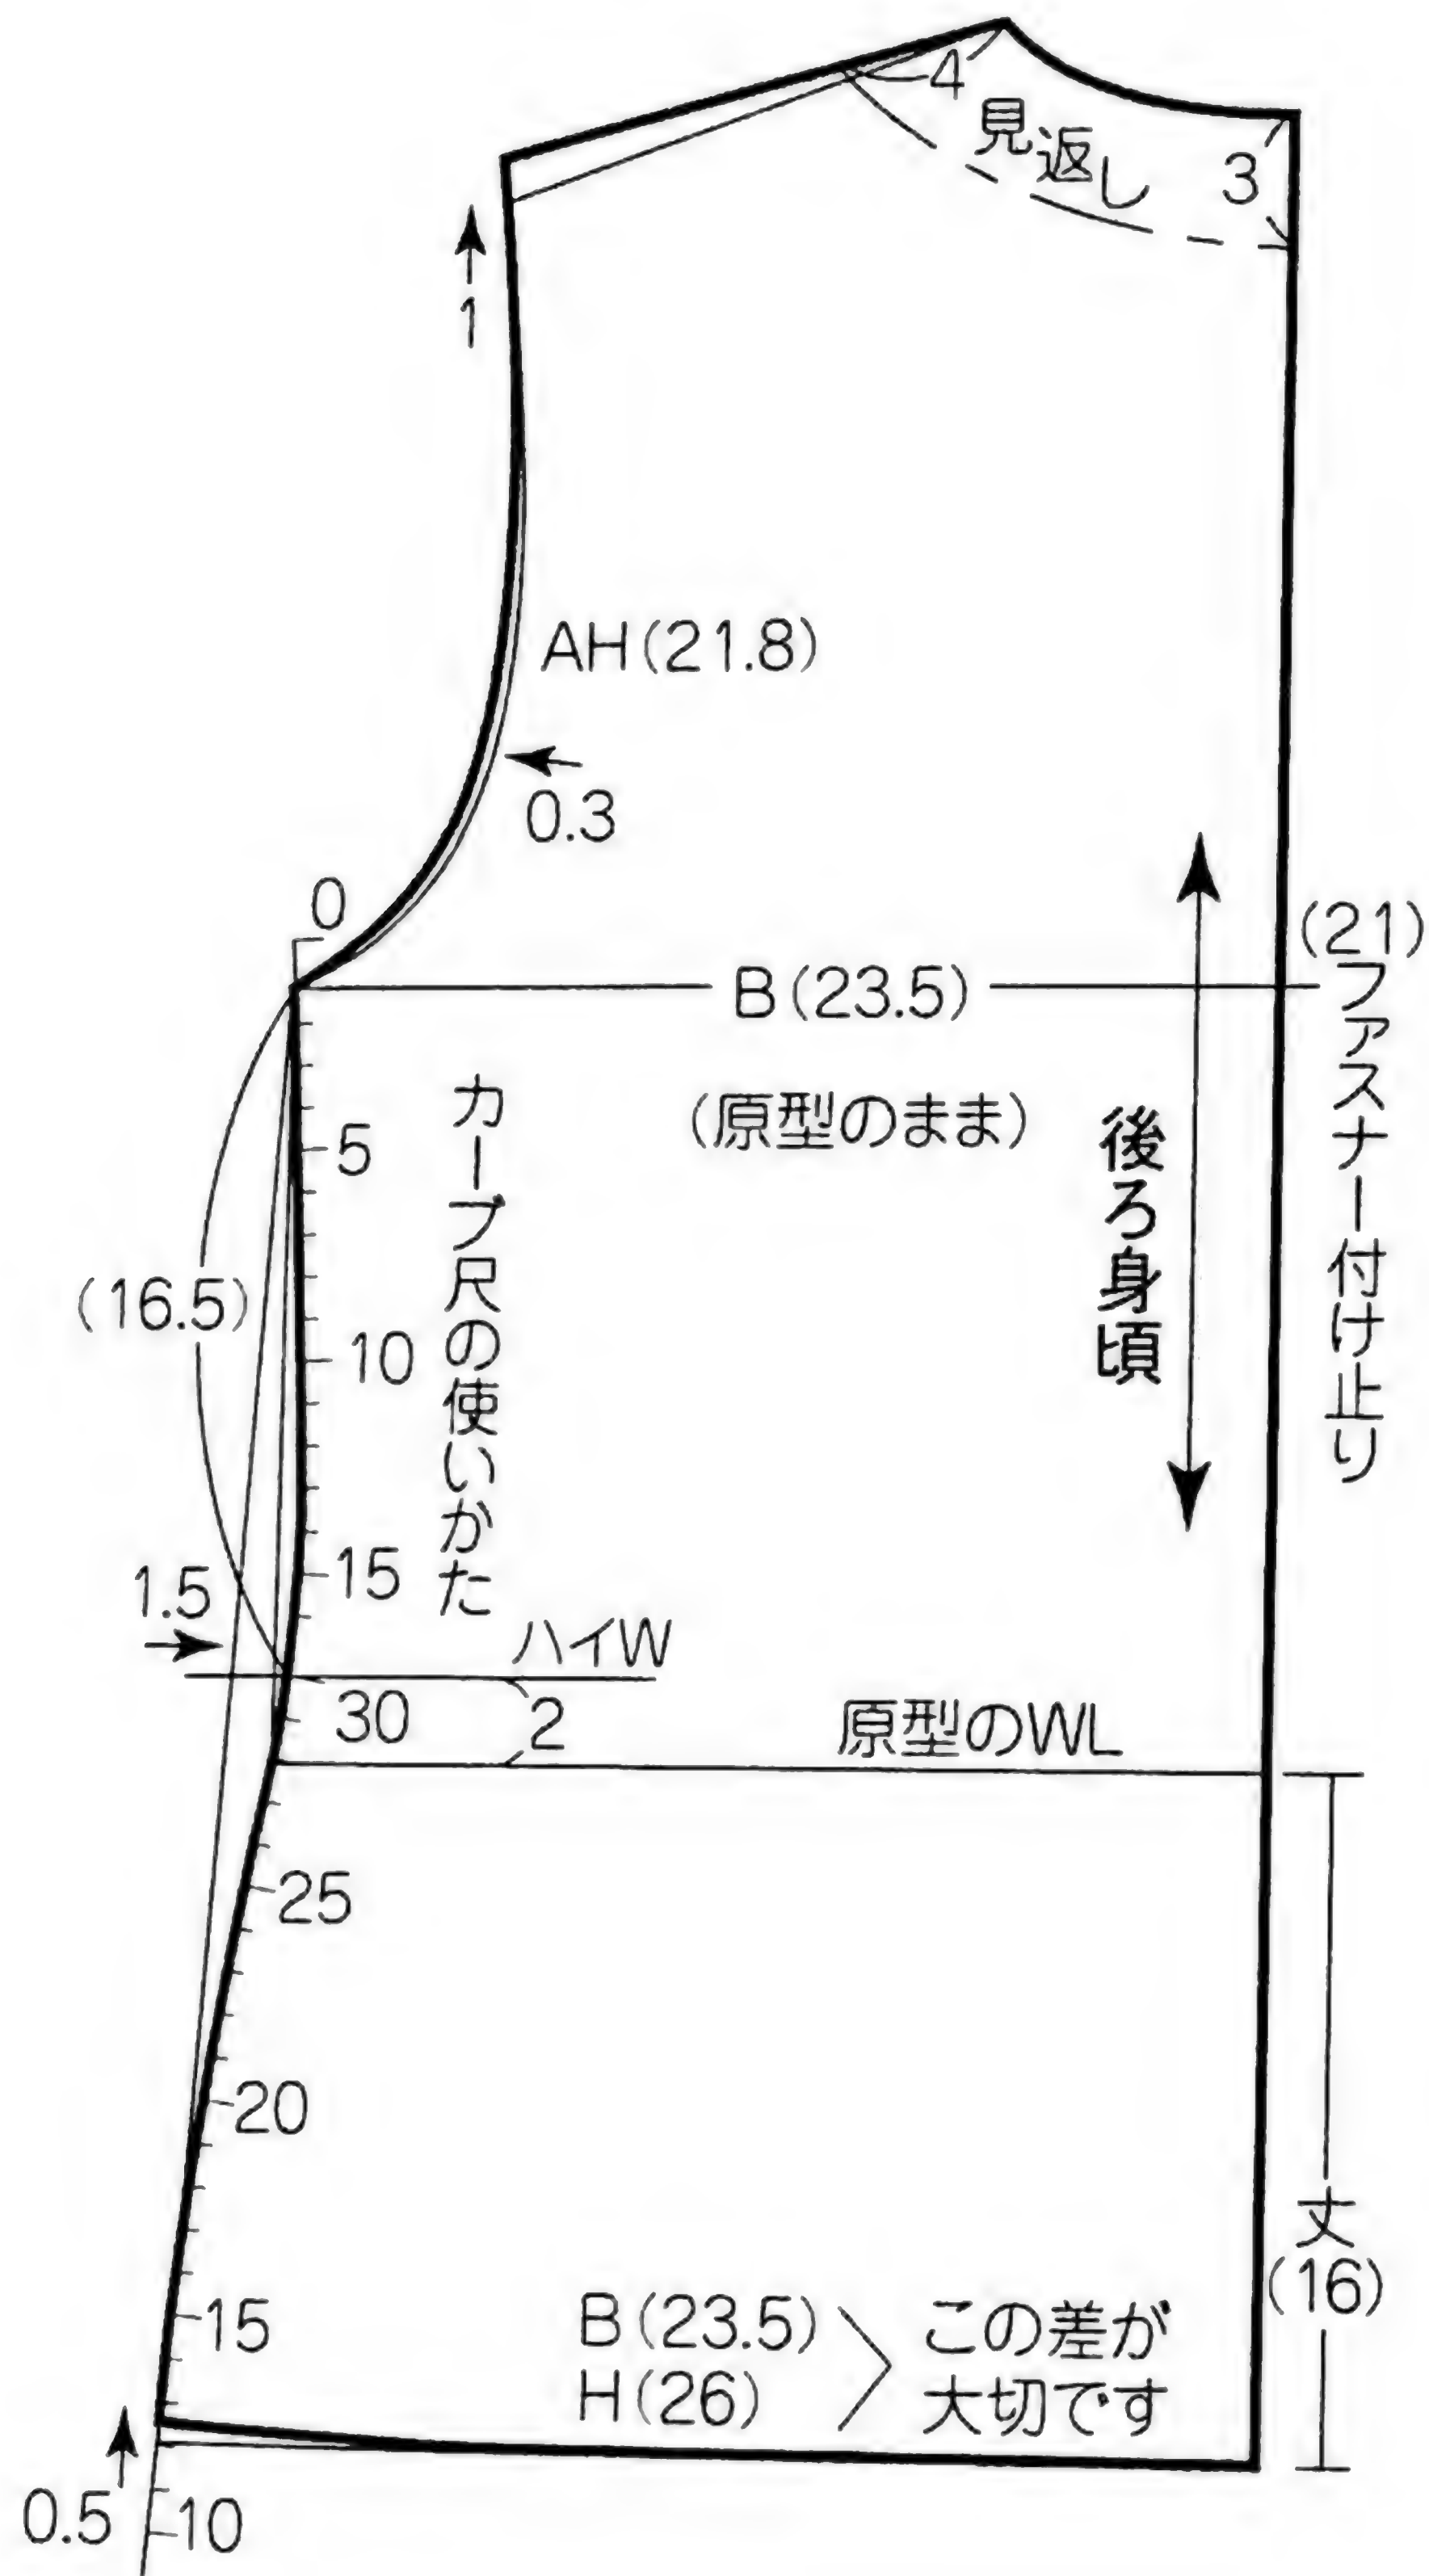 4
見返し
3
1
AH(21.8)
0.3
0
B(23.5)
(原型のまま)
(21)
ファスナー付け止り
後ろ身頃
カーブ尺の使いかた
5
10
15
(16.5)
1.5
ハイW
30
2
原型のWL
25
20
15
丈
(16)
B(23.5)
H(26)
この差が
大切です
0.5
10